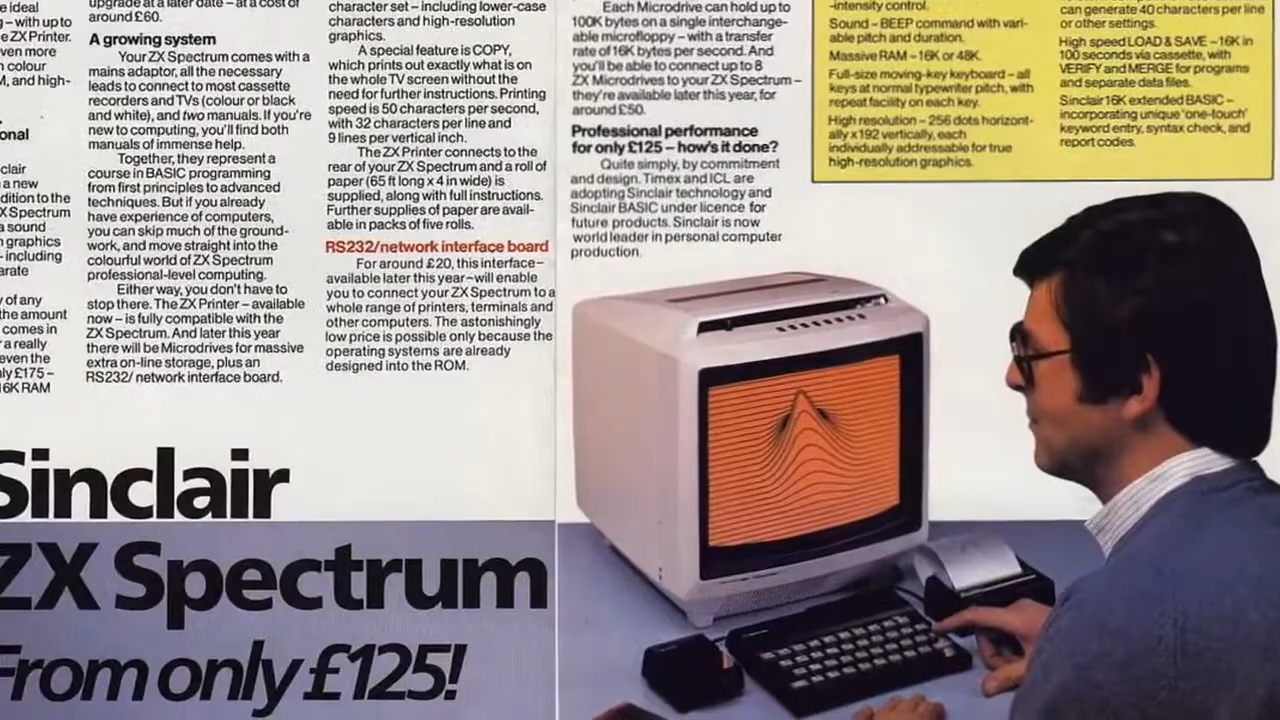 e ideal
– with up to
e ZX Printer.
ven more
n colour
M, and high-
onal
clair
a new
dition to the
X Spectrum
a sound
n graphics
– including
arate
y of any
the amount
comes in
r a really
even the
ly £175 –
16K RAM
upgrade at a later date – at a cost of
around £60.
A growing system
Your ZX Spectrum comes with a
mains adaptor, all the necessary
leads to connect to most cassette
recorders and TVs (colour or black
and white), and two manuals. If you're
new to computing, you'll find both
manuals of immense help.
Together, they represent a
course in BASIC programming
from first principles to advanced
techniques. But if you already
have experience of computers,
you can skip much of the ground-
work, and move straight into the
colourful world of ZX Spectrum
professional-level computing.
Either way, you don't have to
stop there. The ZX Printer – available
now – is fully compatible with the
ZX Spectrum. And later this year
there will be Microdrives for massive
extra on-line storage, plus an
RS232/ network interface board.
character set – including lower-case
characters and high-resolution
graphics.
A special feature is COPY,
which prints out exactly what is on
the whole TV screen without the
need for further instructions. Printing
speed is 50 characters per second,
with 32 characters per line and
9 lines per vertical inch.
The ZX Printer connects to the
rear of your ZX Spectrum and a roll of
paper (65 ft long x 4 in wide) is
supplied, along with full instructions.
Further supplies of paper are avail-
able in packs of five rolls.
RS232/network interface board
For around £20, this interface –
available later this year – will enable
you to connect your ZX Spectrum to a
whole range of printers, terminals and
other computers. The astonishingly
low price is possible only because the
operating systems are already
designed into the ROM.
Each Microdrive can hold up to
100K bytes on a single interchange-
able microfloppy – with a transfer
rate of 16K bytes per second. And
you'll be able to connect up to 8
ZX Microdrives to your ZX Spectrum –
they're available later this year, for
around £50.
Professional performance
for only £125 – how's it done?
Quite simply, by commitment
and design. Timex and ICL are
adopting Sinclair technology and
Sinclair BASIC under licence for
future products. Sinclair is now
world leader in personal computer
production.
-intensity control.
Sound – BEEP command with vari-
able pitch and duration.
Massive RAM – 16K or 48K.
Full-size moving-key keyboard – all
keys at normal typewriter pitch, with
repeat facility on each key.
High resolution – 256 dots horizont-
ally x 192 vertically, each
individually addressable for true
high-resolution graphics.
can generate 40 characters per line
or other settings.
High speed LOAD & SAVE – 16K in
100 seconds via cassette, with
VERIFY and MERGE for programs
and separate data files.
Sinclair 16K extended BASIC –
incorporating unique 'one-touch'
keyword entry, syntax check, and
report codes.
Sinclair
ZX Spectrum
From only £125!